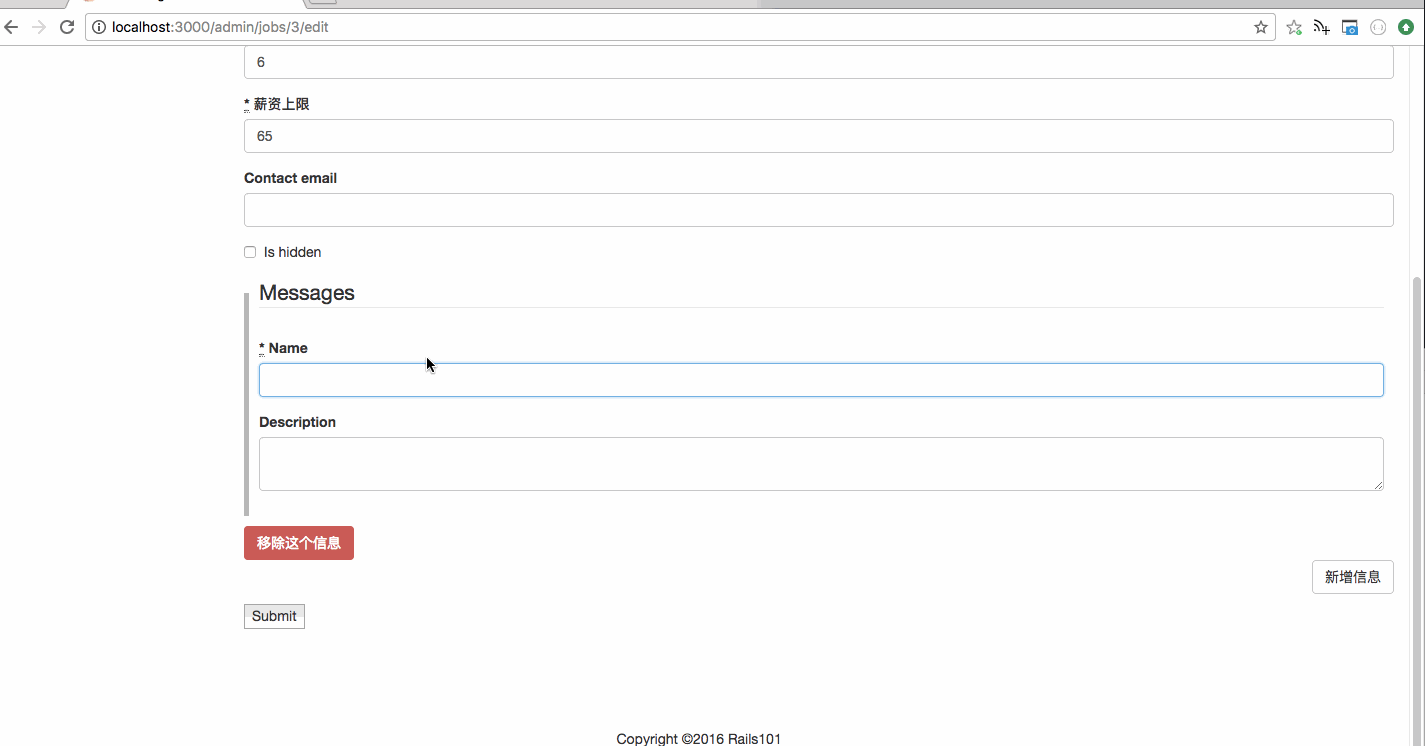 localhost:3000/admin/jobs/3/edit
6
* 薪资上限
65
Contact email
Is hidden
Messages
* Name
Description
移除这个信息
新增信息
Submit
Copyright ©2016 Rails101